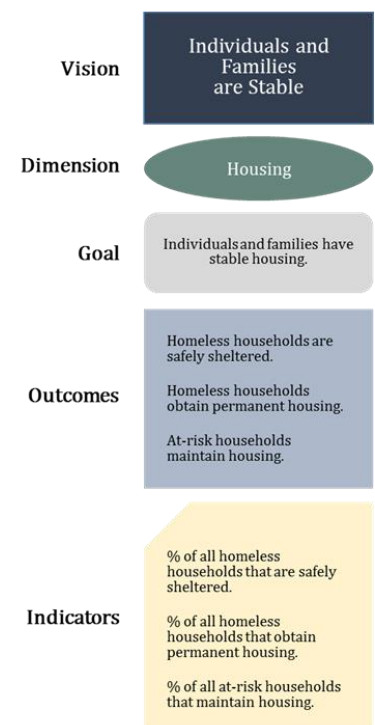 Vision
Individuals and
Families
are Stable
Dimension
Housing
Goal
Individuals and families have
stable housing.
Outcomes
Homeless households are
safely sheltered.
Homeless households
obtain permanent housing.
At-risk households
maintain housing.
Indicators
% of all homeless
households that are safely
sheltered.
% of all homeless
households that obtain
permanent housing.
% of all at-risk households
that maintain housing.